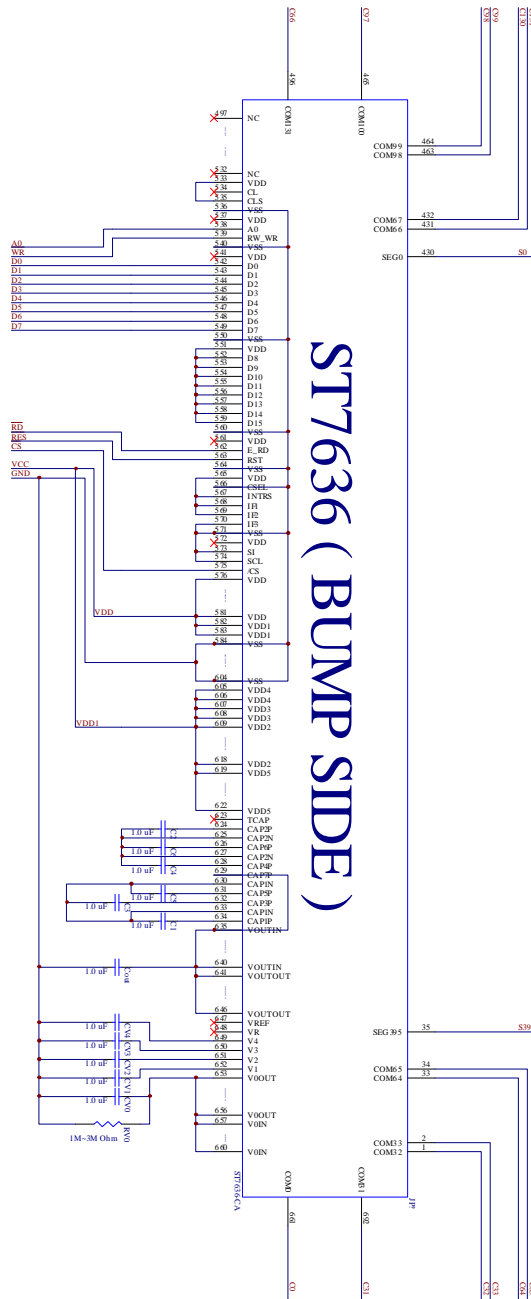 C66
C97
C98
C99
C130
496
465
COM131
COM100
497
NC
COM99
464
COM98
463
532
NC
533
VDD
534
CL
535
CLS
536
VSS
537
VDD
COM67
432
538
A0
COM66
431
539
RW_WR
A0
540
VSS
WR
541
VDD
SEG0
430
S0
D0
542
D0
D1
543
D1
D2
544
D2
D3
545
D3
D4
546
D4
D5
547
D5
D6
548
D6
D7
549
D7
550
VSS
551
VDD
552
D8
553
D9
554
D10
555
D11
556
D12
557
D13
558
D14
559
D15
RD
560
VSS
RES
561
VDD
CS
562
E_RD
563
RST
VCC
564
VSS
GND
565
VDD
566
CSEL
567
INTRS
568
IF1
569
IF2
570
IF3
571
VSS
572
VDD
573
SI
574
SCL
575
/CS
576
VDD
ST7636 ( BUMP SIDE )
VDD
581
VDD
582
VDD1
583
VDD1
584
VSS
604
VSS
605
VDD4
606
VDD4
607
VDD3
608
VDD3
VDD1
609
VDD2
618
VDD2
619
VDD5
622
VDD5
623
TCAP
624
CAP2P
1.0 uF
C2
625
CAP2N
626
CAP6P
1.0 uF
C6
627
CAP2N
628
CAP4P
1.0 uF
C4
629
CAP7P
630
CAP1N
631
CAP5P
1.0 uF
C5
632
CAP3P
1.0 uF
C3
633
CAP1N
634
CAP1P
1.0 uF
C1
635
VOUTIN
640
VOUTIN
1.0 uF
Cout
641
VOUTOUT
646
VOUTOUT
647
VREF
648
VR
1.0 uF
CV4
649
V4
SEG395
35
S39
1.0 uF
CV3
650
V3
1.0 uF
CV2
651
V2
1.0 uF
CV1
652
V1
COM65
34
1.0 uF
CV0
653
V0OUT
COM64
33
656
V0OUT
657
V0IN
1M~3M Ohm
RV0
COM33
2
660
V0IN
COM32
1
ST7636-CA
COM0
COM31
JP?
661
692
C0
C31
C32
C33
C64